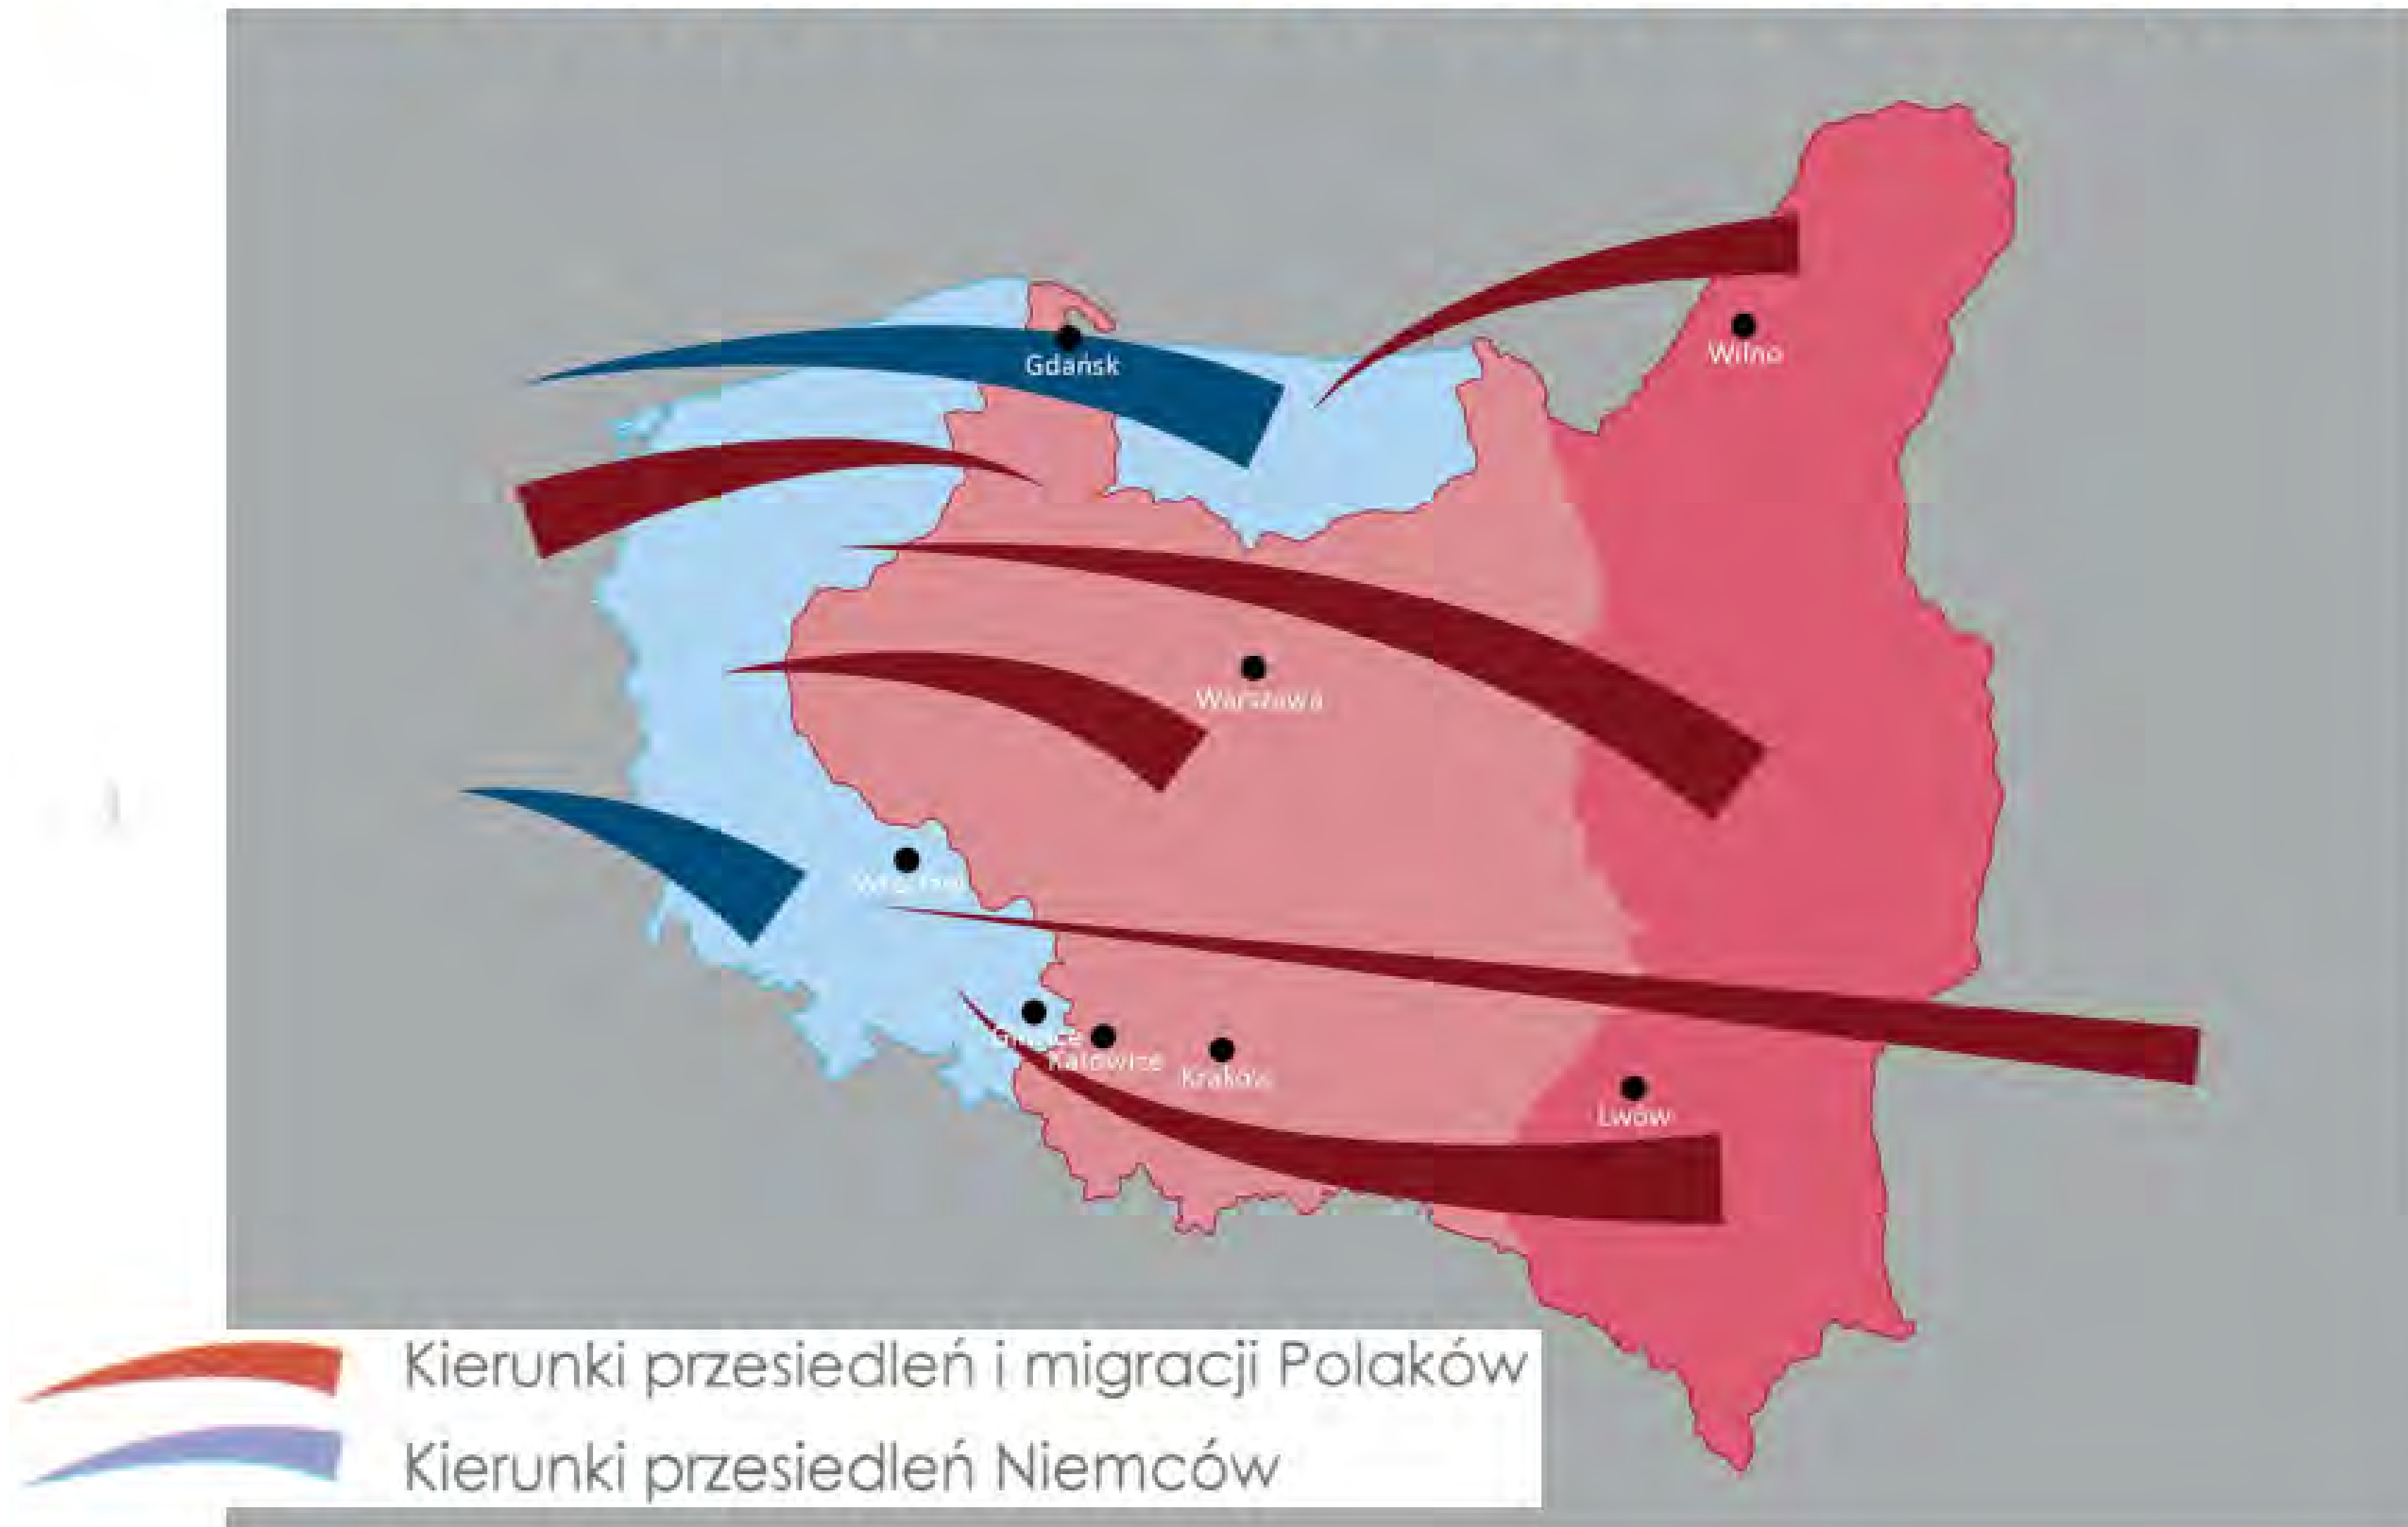 Gdańsk
Wilno
Warszawa
Katowice
Kraków
Lwów
Kierunki przesiedleń i migracji Polaków
Kierunki przesiedleń Niemców